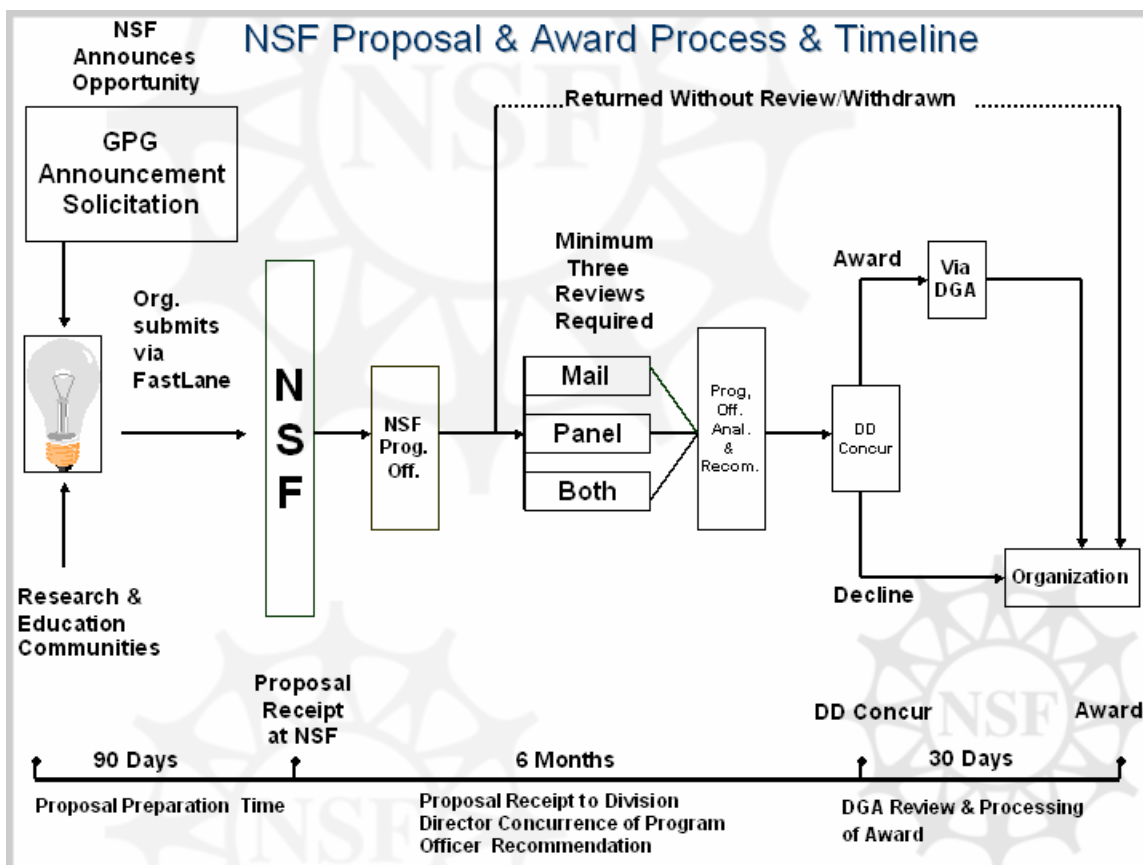 NSF Proposal & Award Process & Timeline
NSF
Announces
Opportunity
GPG
Announcement
Solicitation
Returned Without Review/Withdrawn
Org.
submits
via
FastLane
Research &
Education
Communities
N
S
F
NSF
Prog.
Off.
Minimum
Three
Reviews
Required
Mail
Panel
Both
Prog,
Off.
Anal.
&
Recom.
DD
Concur
Award
Via
DGA
Decline
Organization
Proposal
Receipt
at NSF
DD Concur
Award
90 Days
6 Months
30 Days
Proposal Preparation Time
Proposal Receipt to Division
Director Concurrence of Program
Officer Recommendation
DGA Review & Processing
of Award
NSF
NSF
NSF